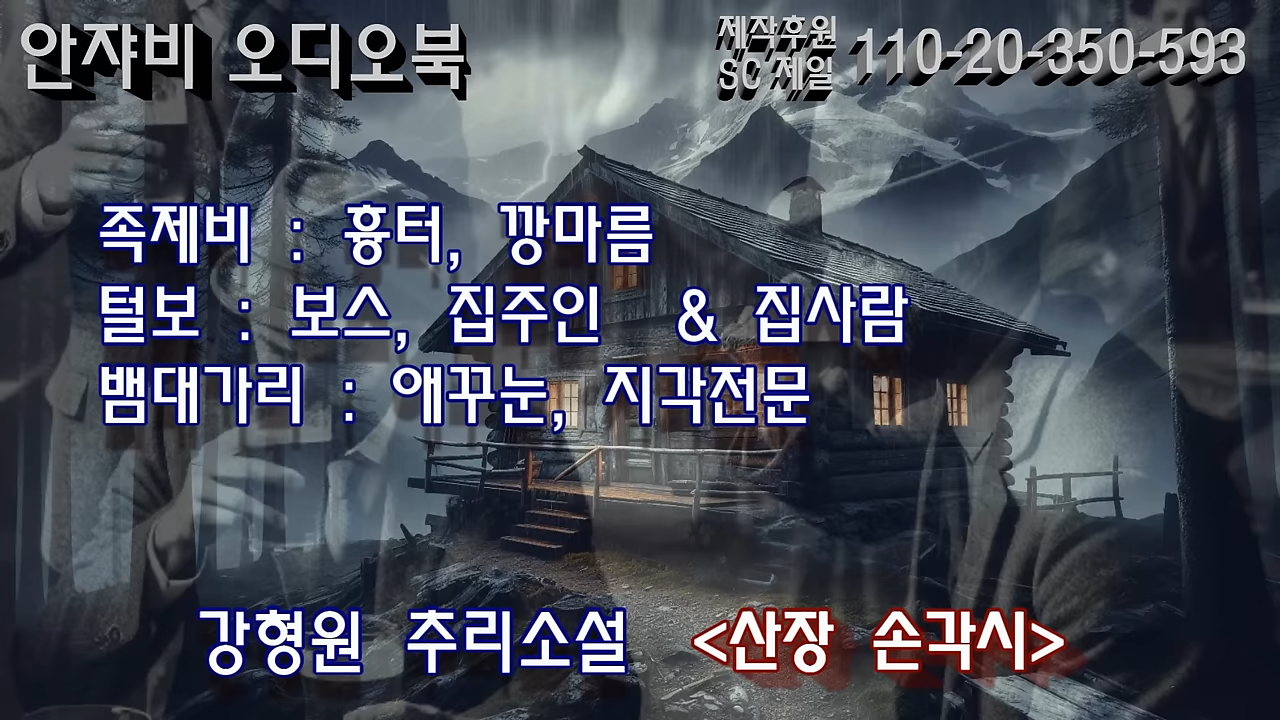 안쟈비 오디오북
제작후원
SC 제일
110-20-350-593
족제비 : 흉터, 깡마름
털보 : 보스, 집주인 & 집사람
뱀대가리 : 애꾸눈, 지각전문
강형원 추리소설 <산장 손각시>